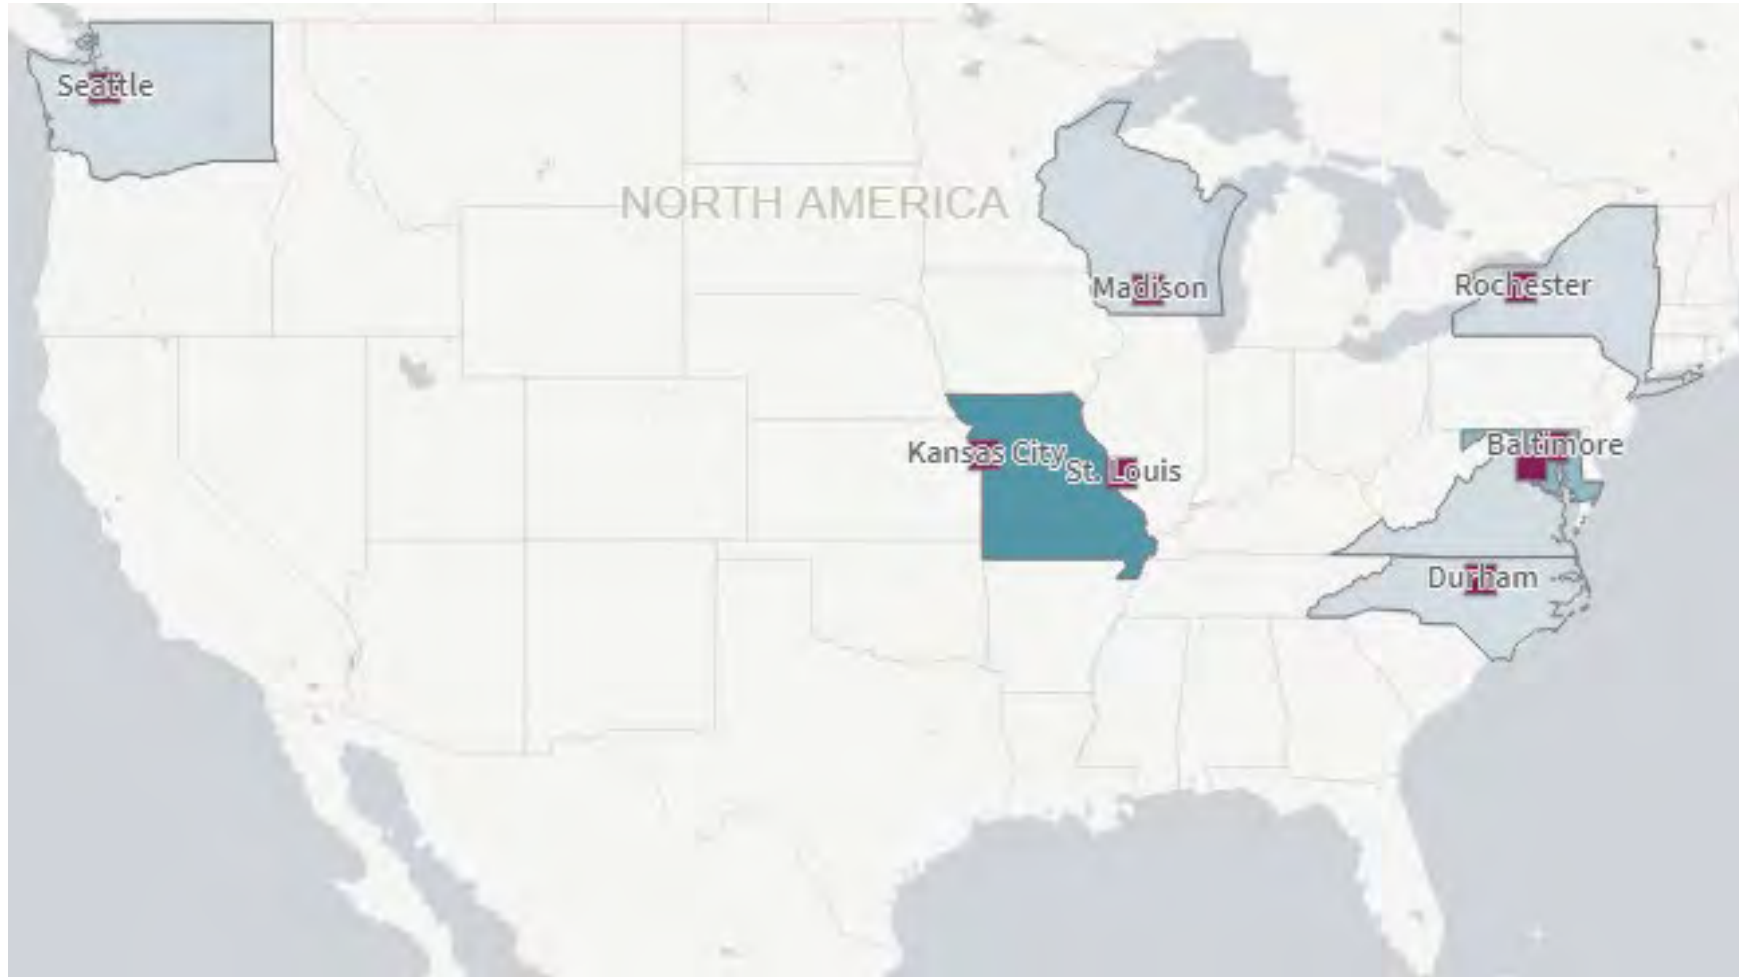 Seattle
NORTH AMERICA
Madison
Rochester
Baltimore
Kansas City
St. Louis
Durham